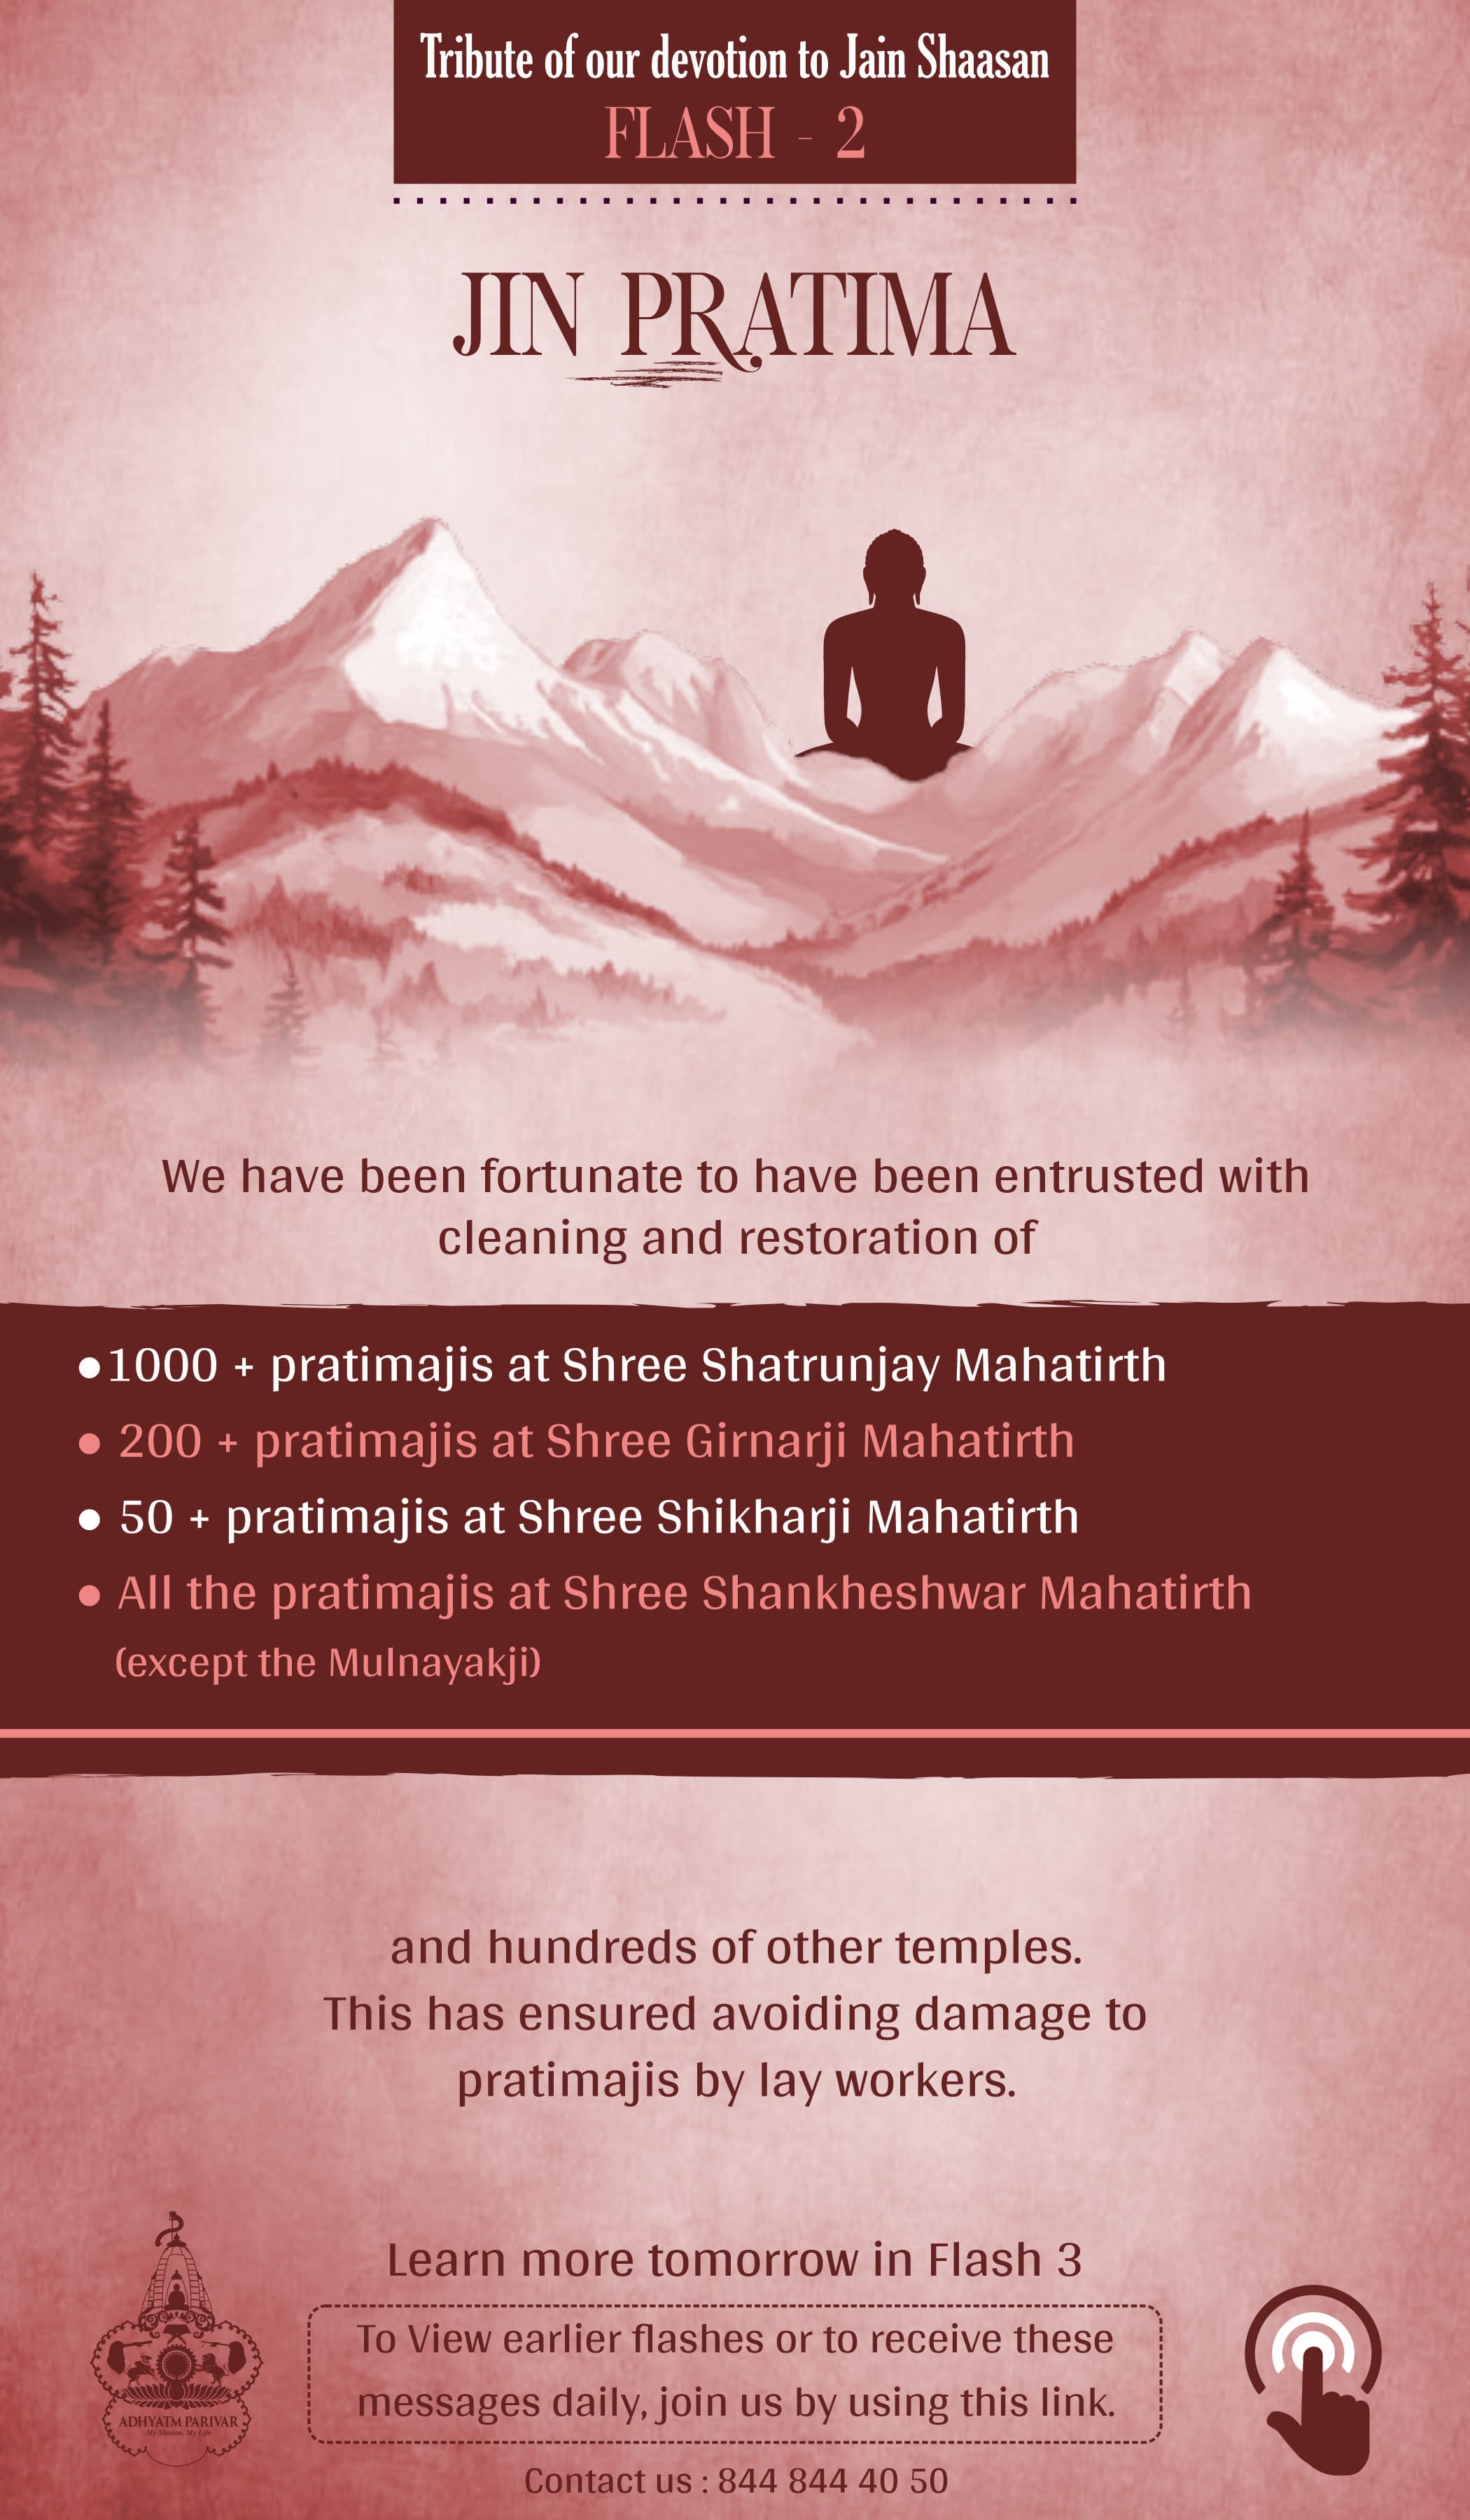 Tribute of our devotion to Jain Shaasan
FLASH - 2
JIN PRATIMA
We have been fortunate to have been entrusted with
cleaning and restoration of
●1000 + pratimajis at Shree Shatrunjay Mahatirth
● 200 + pratimajis at Shree Girnarji Mahatirth
● 50 + pratimajis at Shree Shikharji Mahatirth
● All the pratimajis at Shree Shankheshwar Mahatirth
(except the Mulnayakji)
and hundreds of other temples.
This has ensured avoiding damage to
pratimajis by lay workers.
Learn more tomorrow in Flash 3
To View earlier flashes or to receive these
messages daily, join us by using this link.
ADHYATM PARIVAR
My Shasan, My Life
Contact us : 844 844 40 50